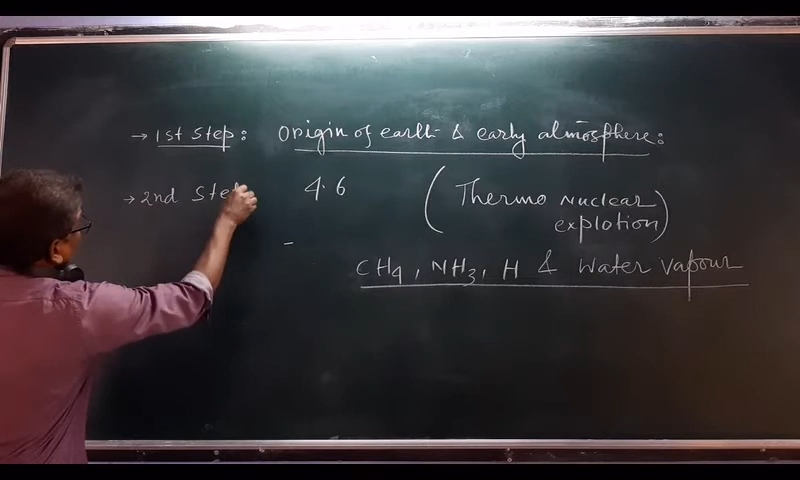 → 1st Step: Origin of earth & early atmosphere:
→ 2nd Ste 4.6 (Thermo nuclear
explotion)
CH4, NH3, H & Water vapour